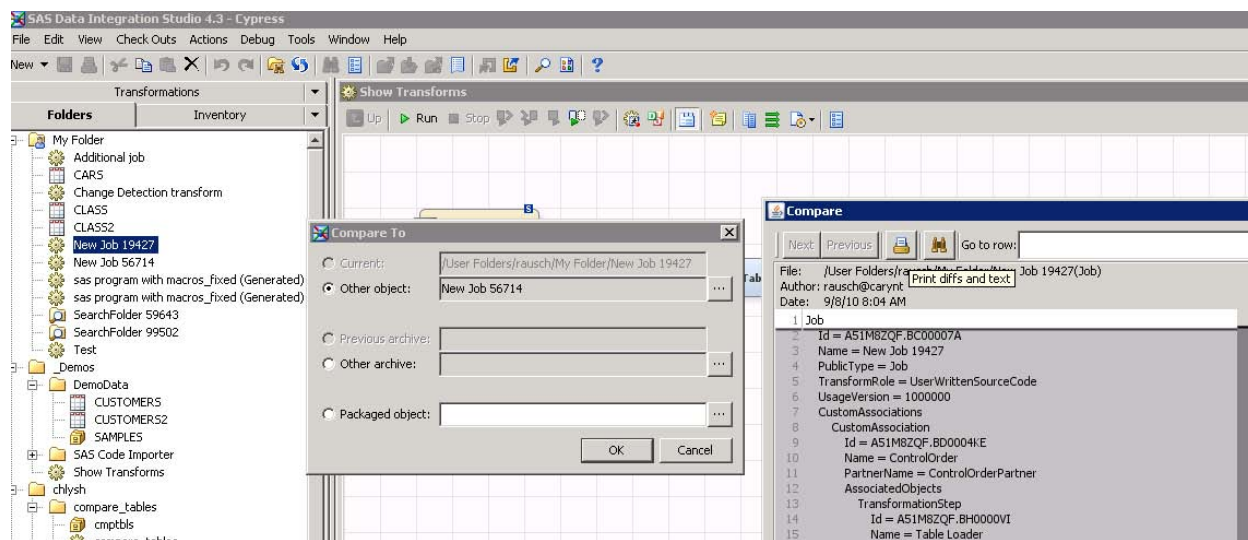 SAS Data Integration Studio 4.3 - Cypress
File Edit View Check Outs Actions Debug Tools Window Help
New
Transformations
Folders
Inventory
My Folder
Additional job
CARS
Change Detection transform
CLASS
CLASS2
New Job 19427
New Job 56714
sas program with macros_fixed (Generated)
sas program with macros_fixed (Generated)
SearchFolder 59643
SearchFolder 99502
Test
_Demos
DemoData
CUSTOMERS
CUSTOMERS2
SAMPLES
SAS Code Importer
Show Transforms
chlysh
compare_tables
cmptbls
Show Transforms
Up Run Stop
S
Tab
Compare To
Current: /User Folders/rausch/My Folder/New Job 19427
Other object: New Job 56714 ...
Previous archive:
Other archive: ...
Packaged object: ...
OK Cancel
Compare
Next Previous Go to row:
File: /User Folders/rausch/My Folder/New Job 19427(Job)
Print diffs and text
Author: rausch@carynt
Date: 9/8/10 8:04 AM
1 Job
2 Id = A51M8ZQF.BC00007A
3 Name = New Job 19427
4 PublicType = Job
5 TransformRole = UserWrittenSourceCode
6 UsageVersion = 1000000
7 CustomAssociations
8 CustomAssociation
9 Id = A51M8ZQF.BD0004KE
10 Name = ControlOrder
11 PartnerName = ControlOrderPartner
12 AssociatedObjects
13 TransformationStep
14 Id = A51M8ZQF.BH0000VI
15 Name = Table Loader